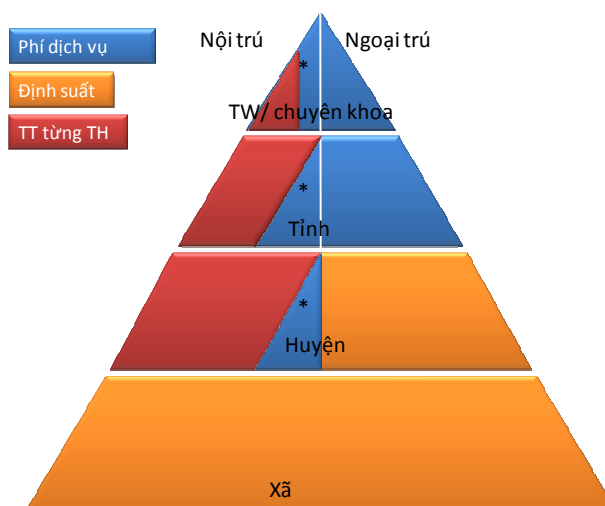 Nội trú
Ngoại trú
Phí dịch vụ
Định suất
TT từng TH
*
TW/ chuyên khoa
*
Tỉnh
*
Huyện
Xã